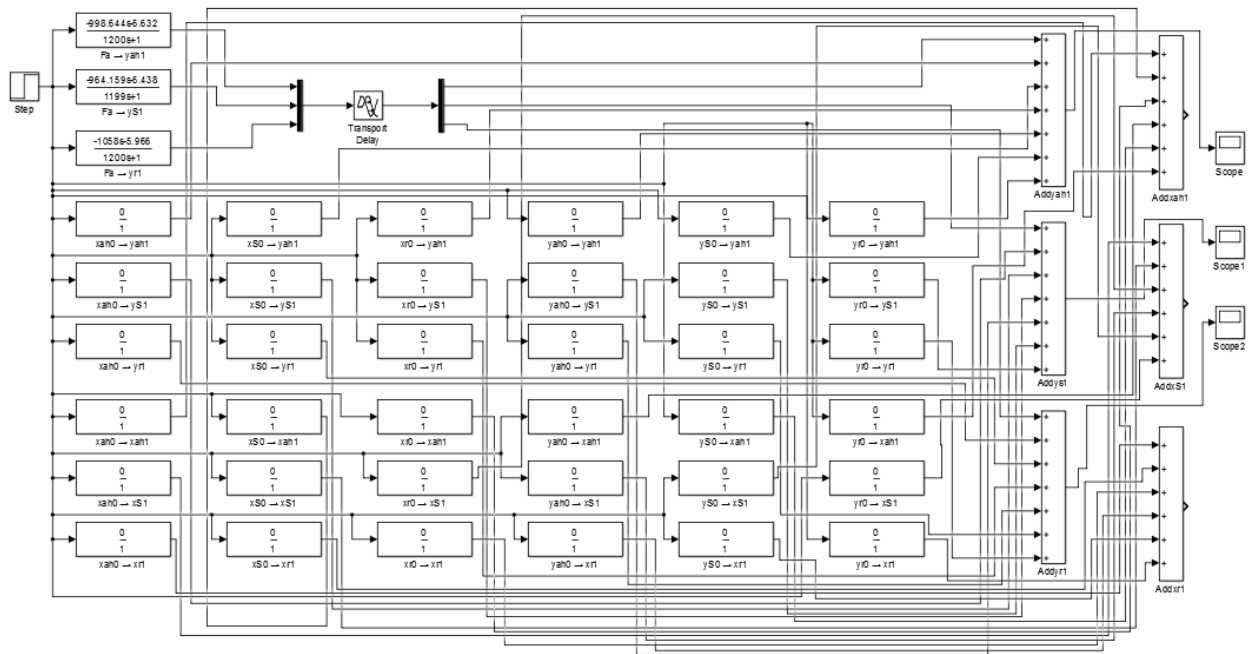 -998.644s-6.632
1200s+1
Fa → yah1
Step
-964.159s-6.438
1199s+1
Fa → yS1
-1058s-5.966
1200s+1
Fa → yr1
Transport
Delay
Addyah1
Addxah1
Scope
0
1
xah0 → yah1
0
1
xS0 → yah1
0
1
xr0 → yah1
0
1
yah0 → yah1
0
1
yS0 → yah1
0
1
yr0 → yah1
0
1
xah0 → yS1
0
1
xS0 → yS1
0
1
xr0 → yS1
0
1
yah0 → yS1
0
1
yS0 → yS1
0
1
yr0 → yS1
Scope1
0
1
xah0 → yr1
0
1
xS0 → yr1
0
1
xr0 → yr1
0
1
yah0 → yr1
0
1
yS0 → yr1
0
1
yr0 → yr1
Addys1
AddxS1
Scope2
0
1
xah0 → xah1
0
1
xS0 → xah1
0
1
xr0 → xah1
0
1
yah0 → xah1
0
1
yS0 → xah1
0
1
yr0 → xah1
0
1
xah0 → xS1
0
1
xS0 → xS1
0
1
xr0 → xS1
0
1
yah0 → xS1
0
1
yS0 → xS1
0
1
yr0 → xS1
0
1
xah0 → xr1
0
1
xS0 → xr1
0
1
xr0 → xr1
0
1
yah0 → xr1
0
1
yS0 → xr1
0
1
yr0 → xr1
Addyr1
Addxr1